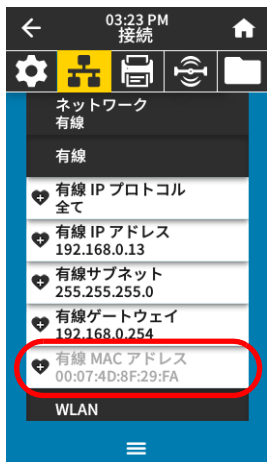 03:23 PM
接続
ネットワーク
有線
有線
有線 IP プロトコル
全て
有線 IP アドレス
192.168.0.13
有線サブネット
255.255.255.0
有線ゲートウェイ
192.168.0.254
有線 MAC アドレス
00:07:4D:8F:29:FA
WLAN